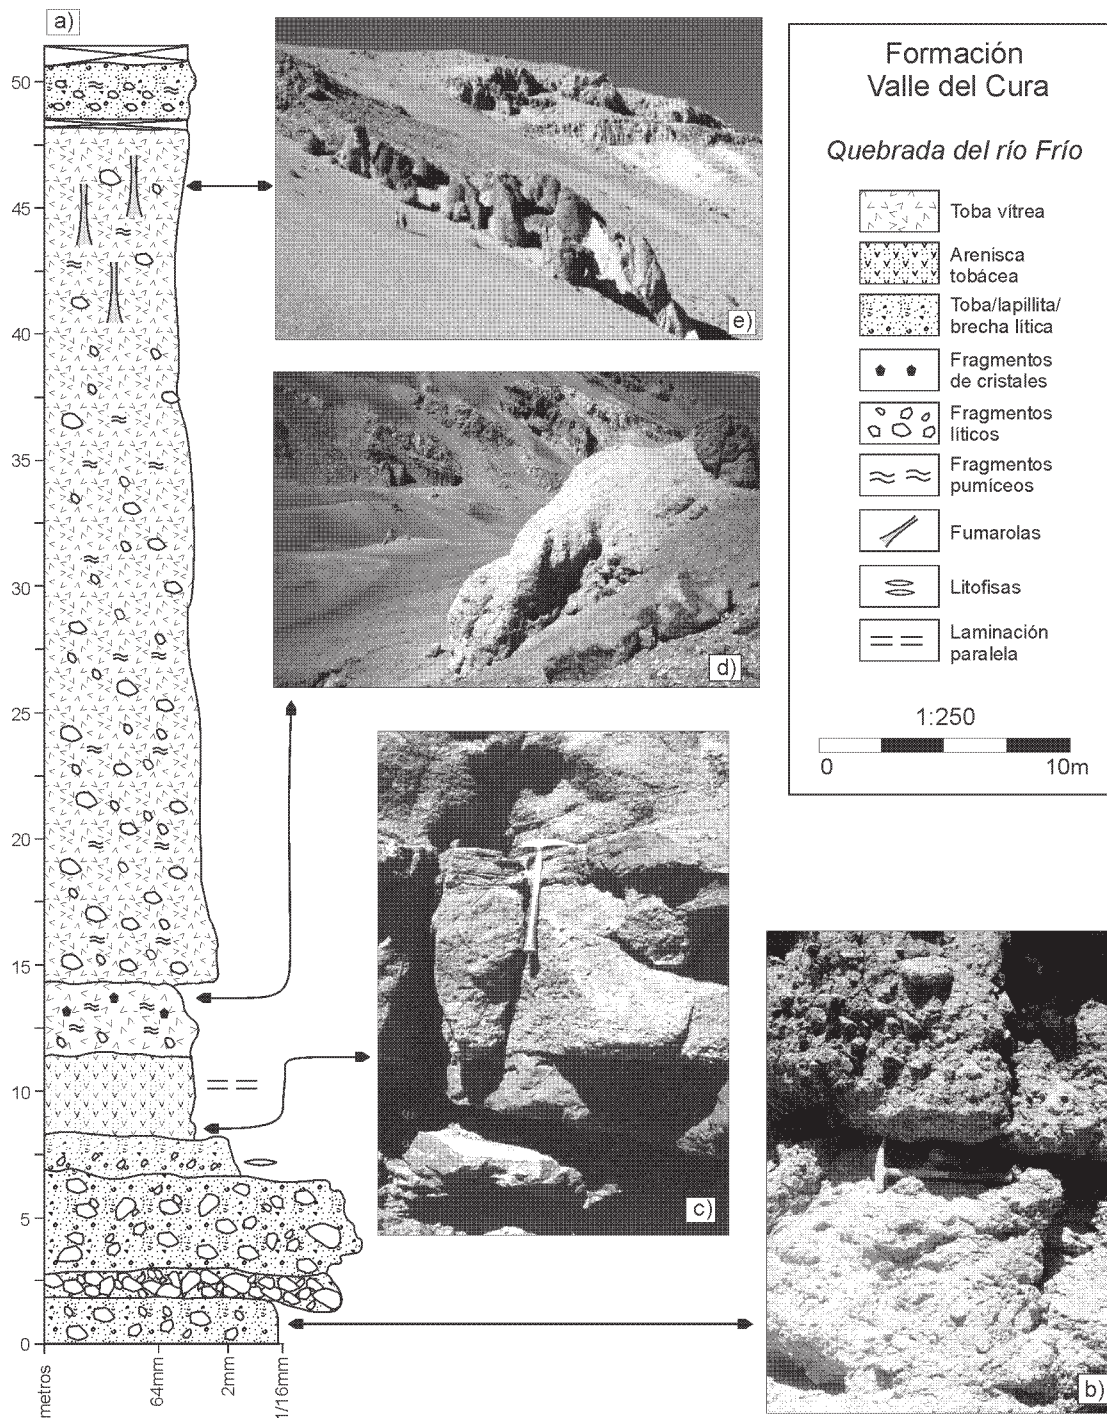 a)
50
45
40
35
30
25
20
15
10
5
0
metros
64mm
2mm
1/16mm
e)
d)
c)
b)
Formación
Valle del Cura
Quebrada del río Frío
Toba vítrea
Arenisca
tobácea
Toba/lapillita/
brecha lítica
Fragmentos
de cristales
Fragmentos
líticos
Fragmentos
pumíceos
Fumarolas
Litofisas
Laminación
paralela
1:250
0 10m